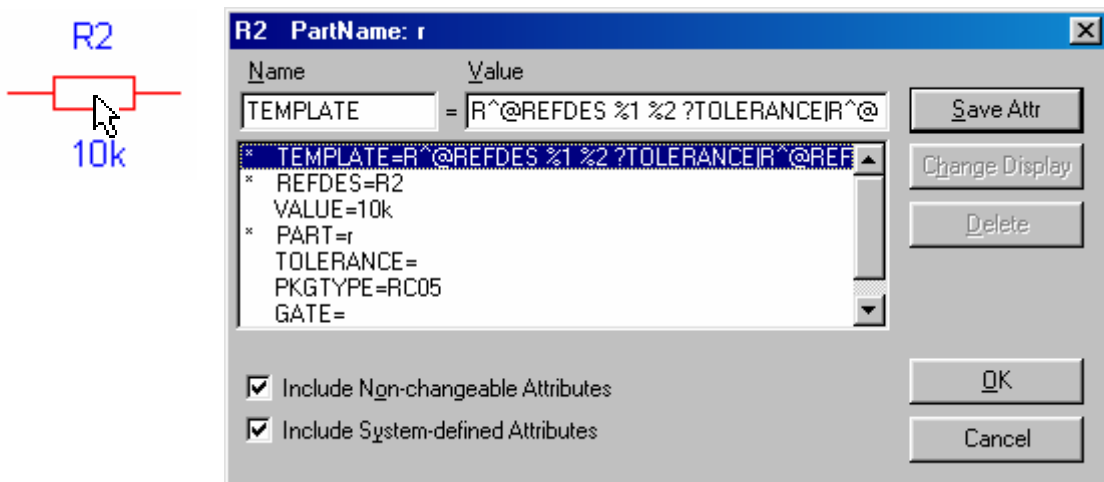 R2
10k
R2 PartName: r
Name Value
TEMPLATE = R^@REFDES %1 %2 ?TOLERANCE|R^@
Save Attr
* TEMPLATE=R^@REFDES %1 %2 ?TOLERANCE|R^@REF
* REFDES=R2
VALUE=10k
* PART=r
TOLERANCE=
PKGTYPE=RC05
GATE=
Change Display
Delete
Include Non-changeable Attributes
Include System-defined Attributes
OK
Cancel